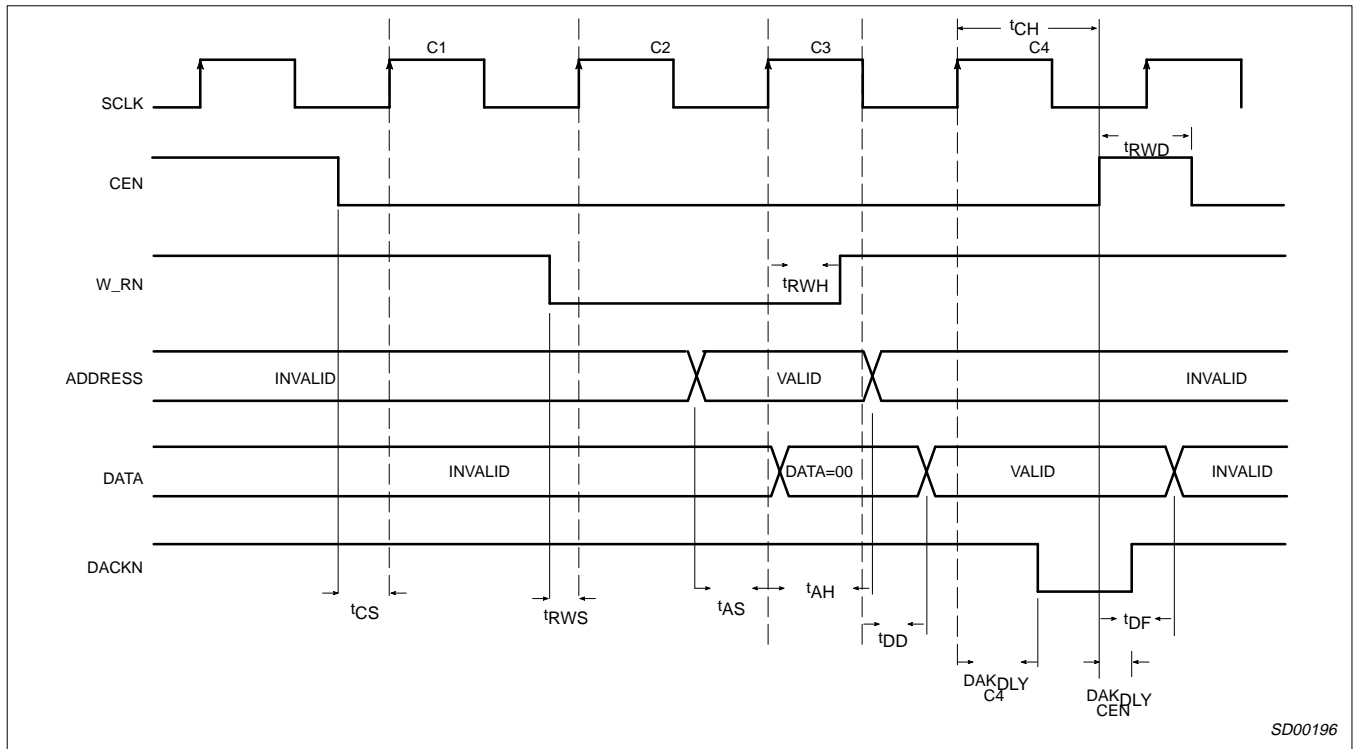 tCH
C1 C2 C3 C4
SCLK
tRWD
CEN
W_RN
tRWH
ADDRESS INVALID VALID INVALID
DATA INVALID DATA=00 VALID INVALID
DACKN
tCS tRWS tAS tAH tDD tDF
DAKDLY
C4
DAKDLY
CEN
SD00196